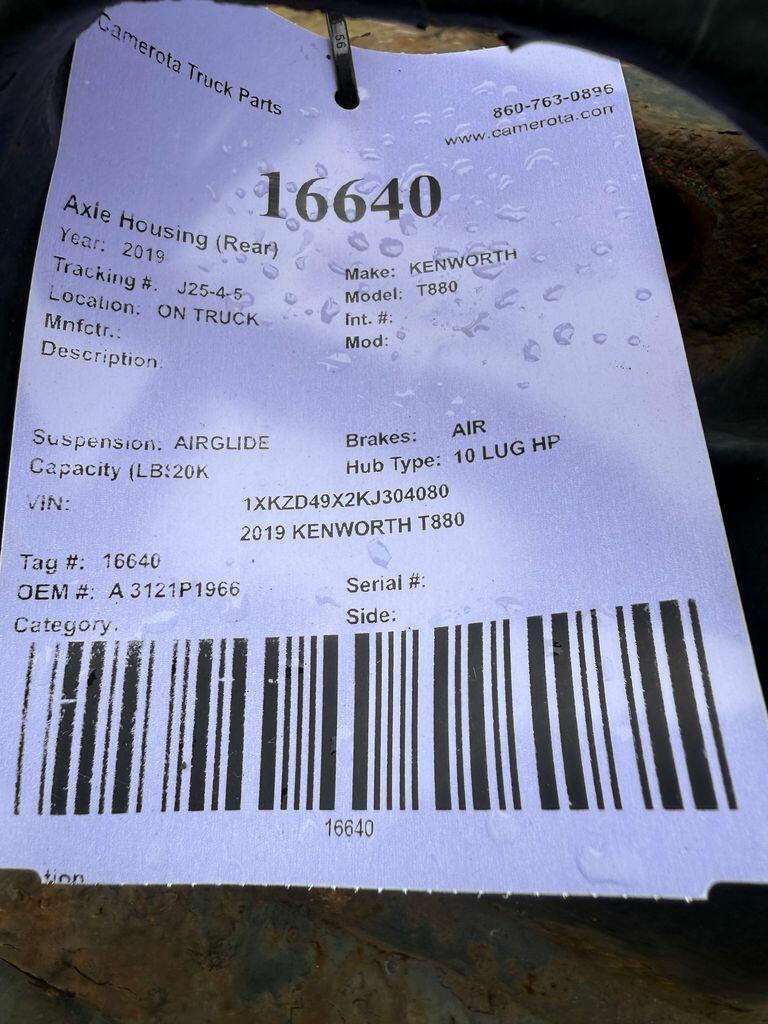 56
Camerota Truck Parts
860-763-0896
www.camerota.com
16640
Axle Housing (Rear)
Year: 2019
Make: KENWORTH
Tracking #. J25-4-5
Model: T880
Location: ON TRUCK
Int. #:
Mnfctr.:
Mod:
Description:
Suspension: AIRGLIDE
Brakes: AIR
Capacity (LBS20K
Hub Type: 10 LUG HP
VIN: 1XKZD49X2KJ304080
2019 KENWORTH T880
Tag #: 16640
OEM #: A 3121P1966
Serial #:
Category.
Side:
16640